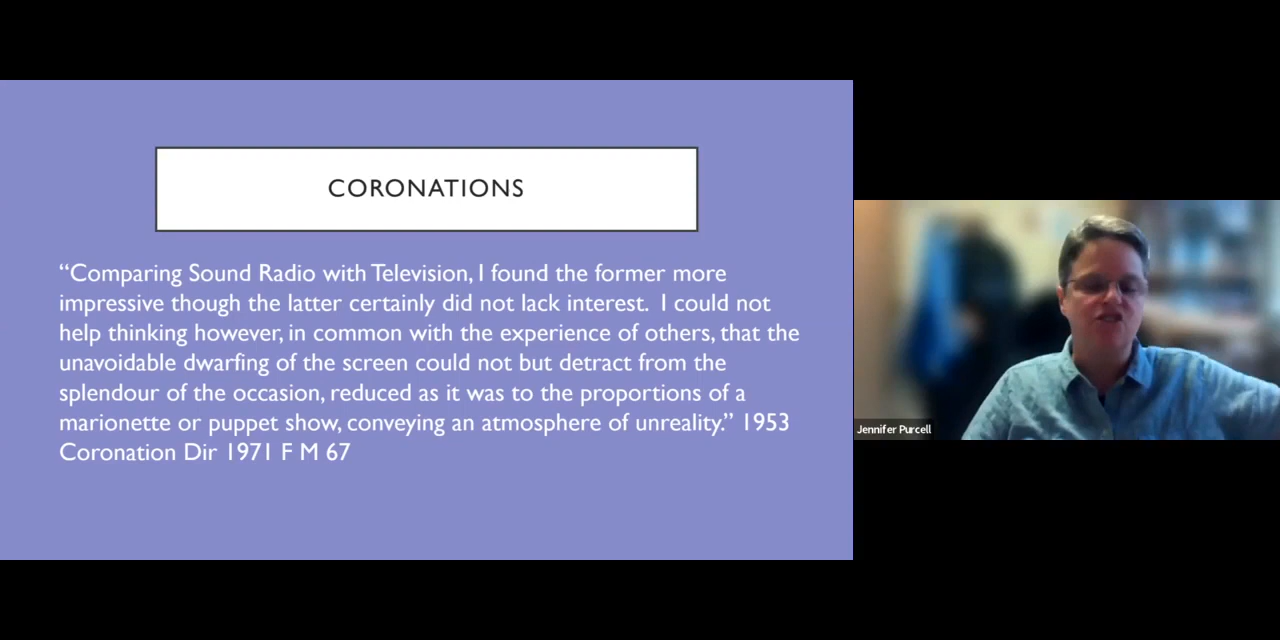 CORONATIONS
“Comparing Sound Radio with Television, I found the former more
impressive though the latter certainly did not lack interest.  I could not
help thinking however, in common with the experience of others, that the
unavoidable dwarfing of the screen could not but detract from the
splendour of the occasion, reduced as it was to the proportions of a
marionette or puppet show, conveying an atmosphere of unreality.” 1953
Coronation Dir 1971 F M 67
Jennifer Purcell